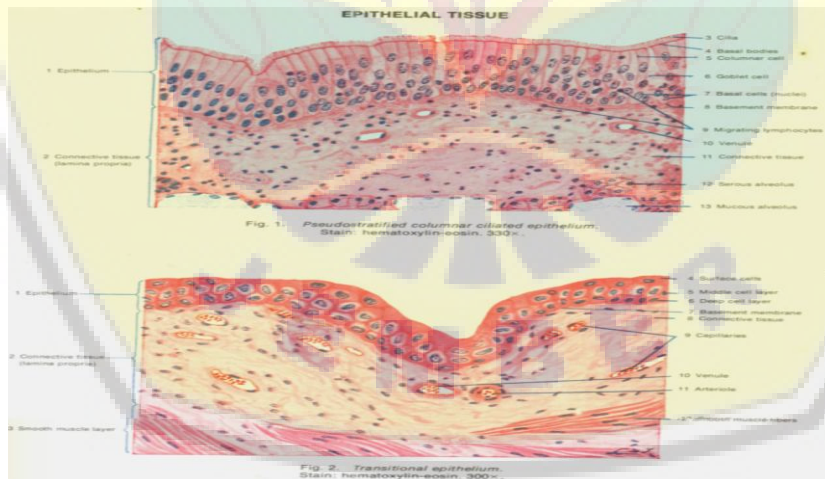 EPITHELIAL TISSUE
1 Epithelium
2 Connective tissue
(lamina propria)
3 Cilia
4 Basal bodies
5 Columnar cell
6 Goblet cell
7 Basal cells (nuclei)
8 Basement membrane
9 Migrating lymphocytes
10 Venule
11 Connective tissue
12 Serous alveolus
13 Mucous alveolus
Fig. 1. Pseudostratified columnar ciliated epithelium.
Stain: hematoxylin-eosin. 330×.
1 Epithelium
2 Connective tissue
(lamina propria)
3 Smooth muscle layer
4 Surface cells
5 Middle cell layer
6 Deep cell layer
7 Basement membrane
8 Connective tissue
9 Capillaries
10 Venule
11 Arteriole
muscle fibers
Fig. 2. Transitional epithelium.
Stain: hematoxylin-eosin. 300×.